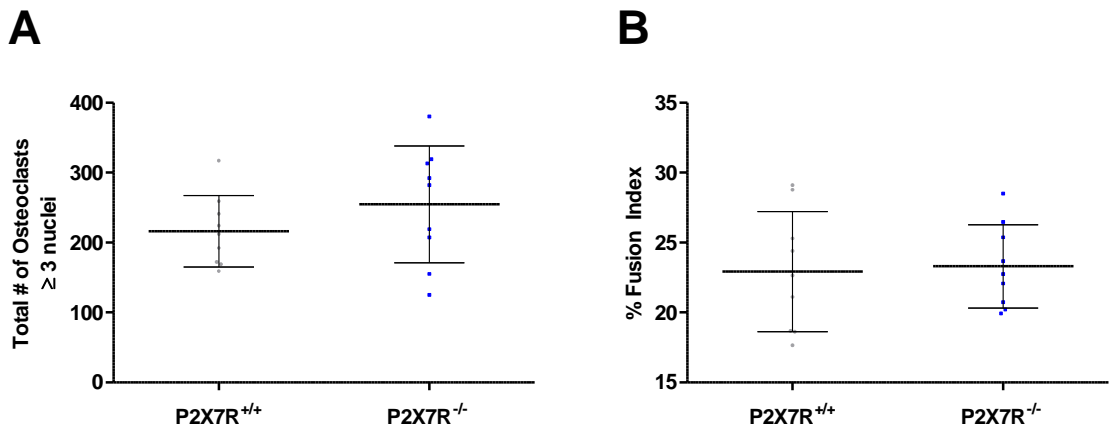 A
Total # of Osteoclasts
≥ 3 nuclei
400
300
200
100
0
P2X7R+/+
P2X7R-/-
B
% Fusion Index
35
30
25
20
15
P2X7R+/+
P2X7R-/-